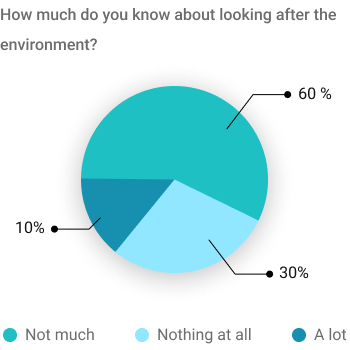 How much do you know about looking after the
environment?
60 %
10%
30%
Not much Nothing at all A lot